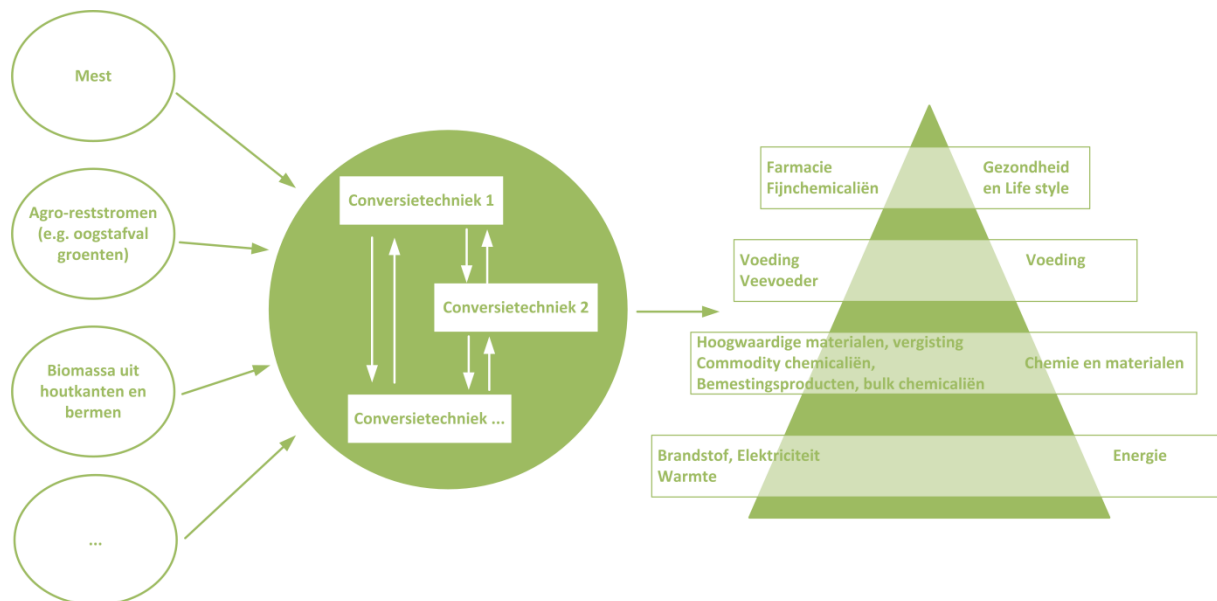 Mest
Agro-reststromen
(e.g. oogstafval
groenten)
Biomassa uit
houtkanten en
bermen
...
Conversietechniek 1
Conversietechniek 2
Conversietechniek ...
Farmacie
Fijnchemicaliën
Gezondheid
en Life style
Voeding
Veevoeder
Voeding
Hoogwaardige materialen, vergisting
Commodity chemicaliën,
Bemestingsproducten, bulk chemicaliën
Chemie en materialen
Brandstof, Elektriciteit
Warmte
Energie